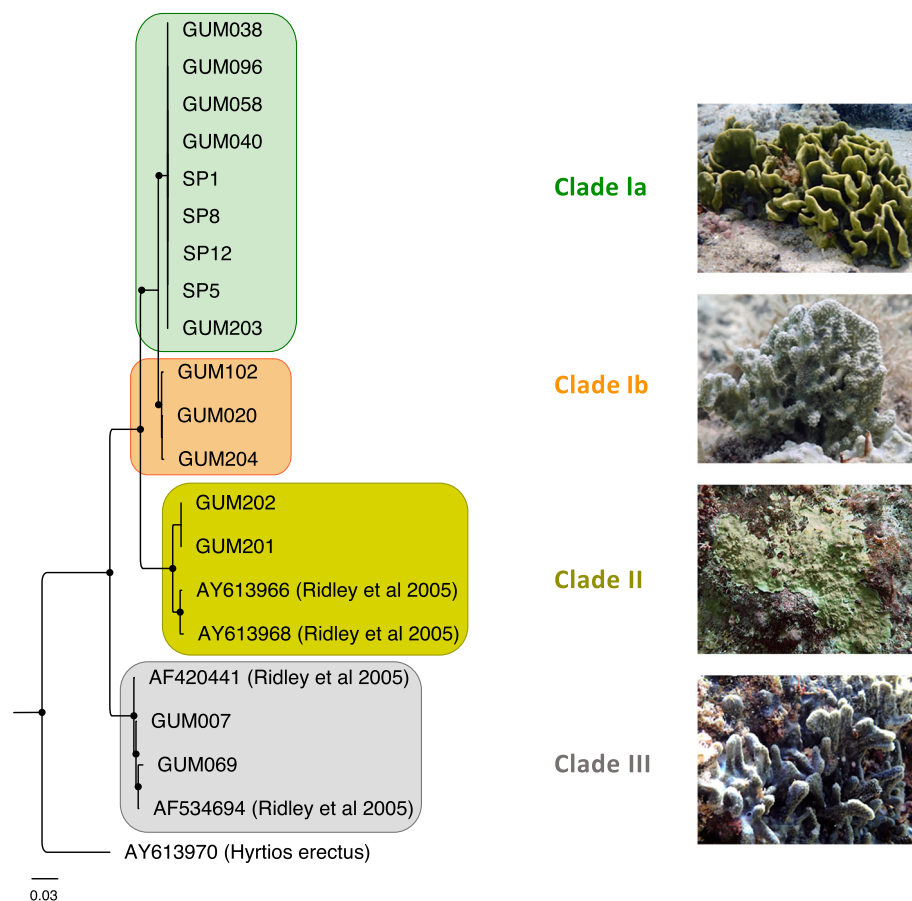 GUM038
GUM096
GUM058
GUM040
SP1
SP8
SP12
SP5
GUM203
Clade Ia
GUM102
GUM020
GUM204
Clade Ib
GUM202
GUM201
AY613966 (Ridley et al 2005)
AY613968 (Ridley et al 2005)
Clade II
AF420441 (Ridley et al 2005)
GUM007
GUM069
AF534694 (Ridley et al 2005)
Clade III
AY613970 (Hyrtios erectus)
0.03